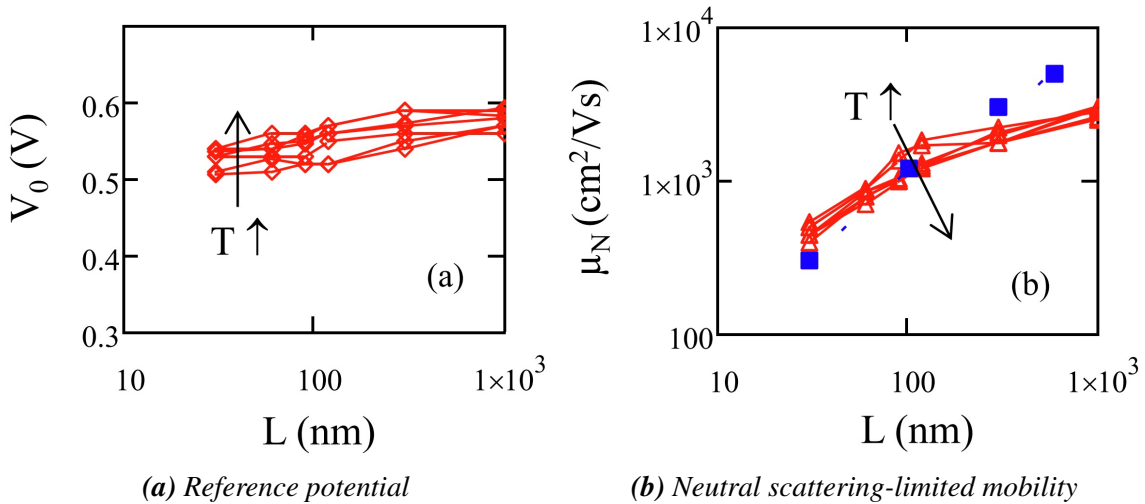 V₀ (V)
0.6
0.5
0.4
0.3
T ↑
(a)
10
100
1×10³
L (nm)
(a) Reference potential
μ_N (cm²/Vs)
1×10⁴
1×10³
100
T ↑
(b)
10
100
1×10³
L (nm)
(b) Neutral scattering-limited mobility